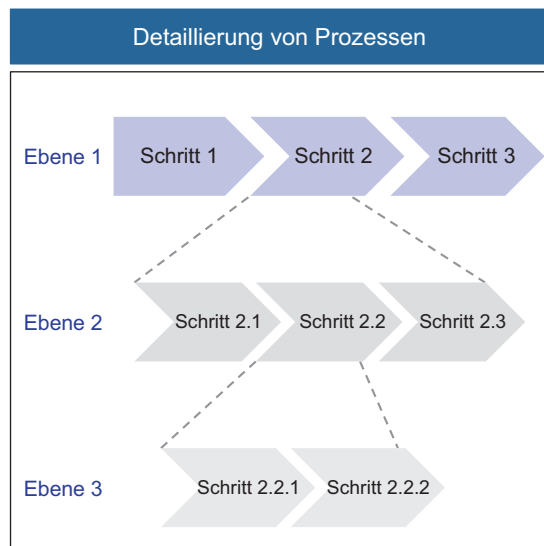 Detaillierung von Prozessen
Ebene 1
Schritt 1
Schritt 2
Schritt 3
Ebene 2
Schritt 2.1
Schritt 2.2
Schritt 2.3
Ebene 3
Schritt 2.2.1
Schritt 2.2.2